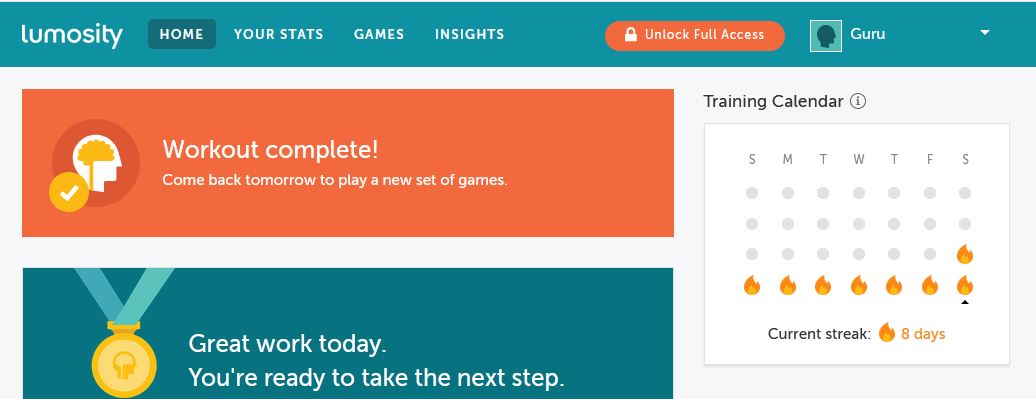 lumosity HOME YOUR STATS GAMES INSIGHTS Unlock Full Access Guru
Workout complete!
Come back tomorrow to play a new set of games.
Great work today.
You're ready to take the next step.
Training Calendar
S M T W T F S
Current streak: 8 days